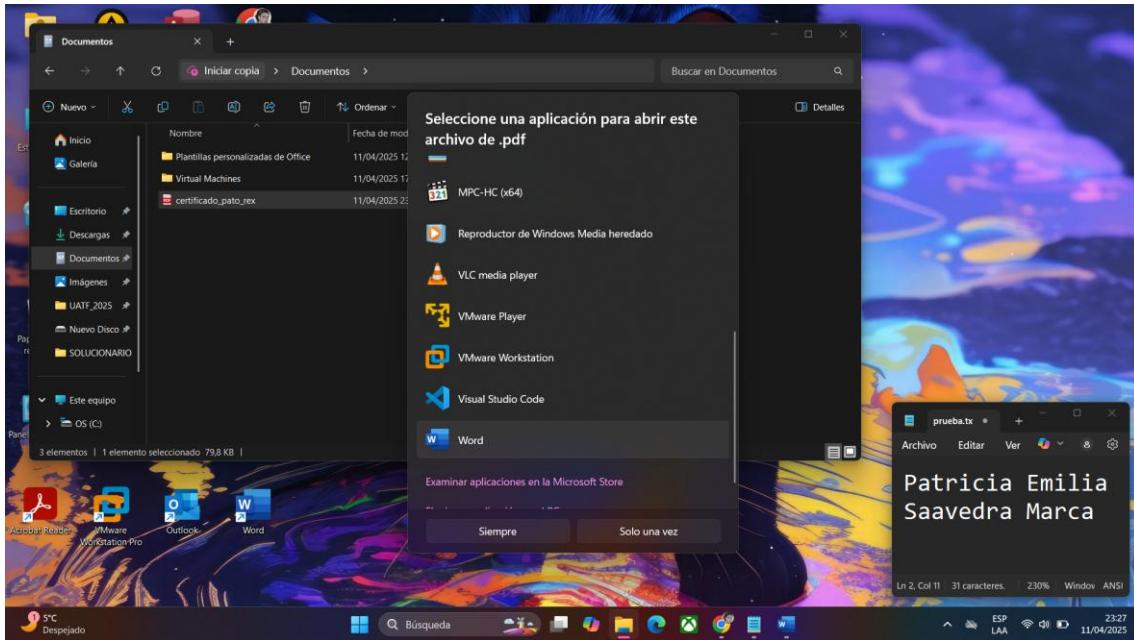 Documentos
Iniciar copia > Documentos >
Buscar en Documentos
Nuevo
Ordenar
Detalles
Inicio
Galería
Escritorio
Descargas
Documentos
Imágenes
UATF_2025
Nuevo Disco
SOLUCIONARIO
Este equipo
OS (C:)
Nombre
Fecha de mod
Plantillas personalizadas de Office
11/04/2025 12
Virtual Machines
11/04/2025 17
certificado_pato_rex
11/04/2025 23
3 elementos | 1 elemento seleccionado 79,8 KB |
Seleccione una aplicación para abrir este
archivo de .pdf
321
MPC-HC (x64)
Reproductor de Windows Media heredado
VLC media player
VMware Player
VMware Workstation
Visual Studio Code
W
Word
Examinar aplicaciones en la Microsoft Store
Siempre
Solo una vez
prueba.tx
Archivo Editar Ver
Patricia Emilia
Saavedra Marca
Ln 2, Col 11 31 caracteres. 230% Window ANSI
Acrobat Reader
VMware
Workstation Pro
Outlook
Word
1
5°C
Despejado
Búsqueda
ESP
LAA
23:27
11/04/2025